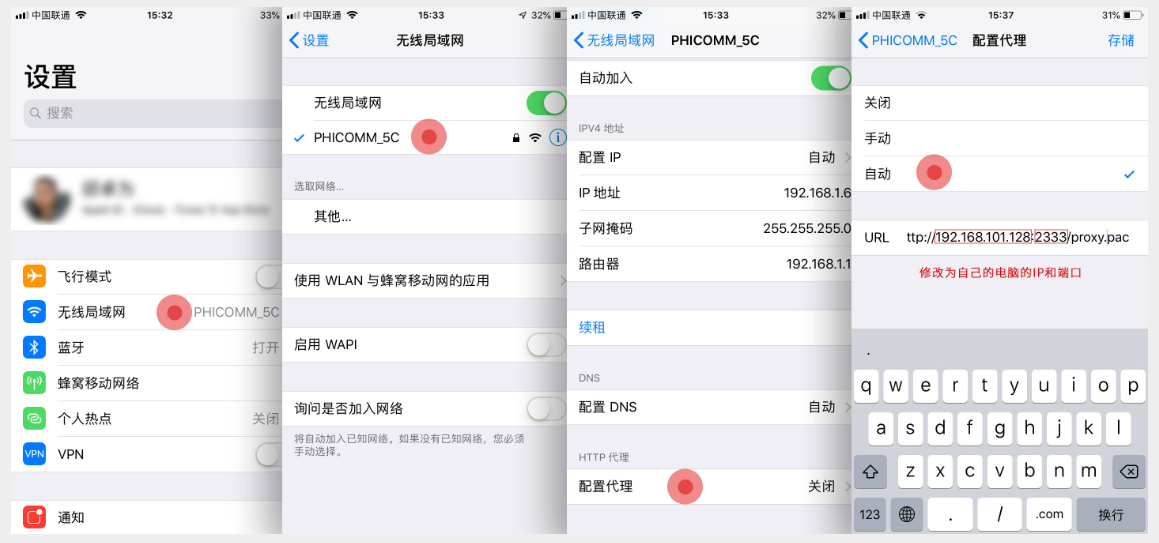 中国联通 15:32 33%
设置
搜索
飞行模式
无线局域网 PHICOMM_5C
蓝牙 打开
蜂窝移动网络
个人热点 关闭
VPN VPN
通知
中国联通 15:33 32%
设置 无线局域网
无线局域网
PHICOMM_5C
选取网络...
其他...
使用 WLAN 与蜂窝移动网的应用
启用 WAPI
询问是否加入网络
将自动加入已知网络。如果没有已知网络，您必须
手动选择。
中国联通 15:33 32%
无线局域网 PHICOMM_5C
自动加入
IPV4 地址
配置 IP 自动
IP 地址 192.168.1.6
子网掩码 255.255.255.0
路由器 192.168.1.1
续租
DNS
配置 DNS 自动
HTTP 代理
配置代理 关闭
中国联通 15:37 31%
PHICOMM_5C 配置代理 存储
关闭
手动
自动
URL ttp://192.168.101.128:2333/proxy.pac
修改为自己的电脑的IP和端口
.
q w e r t y u i o p
a s d f g h j k l
z x c v b n m
123 . / .com 换行